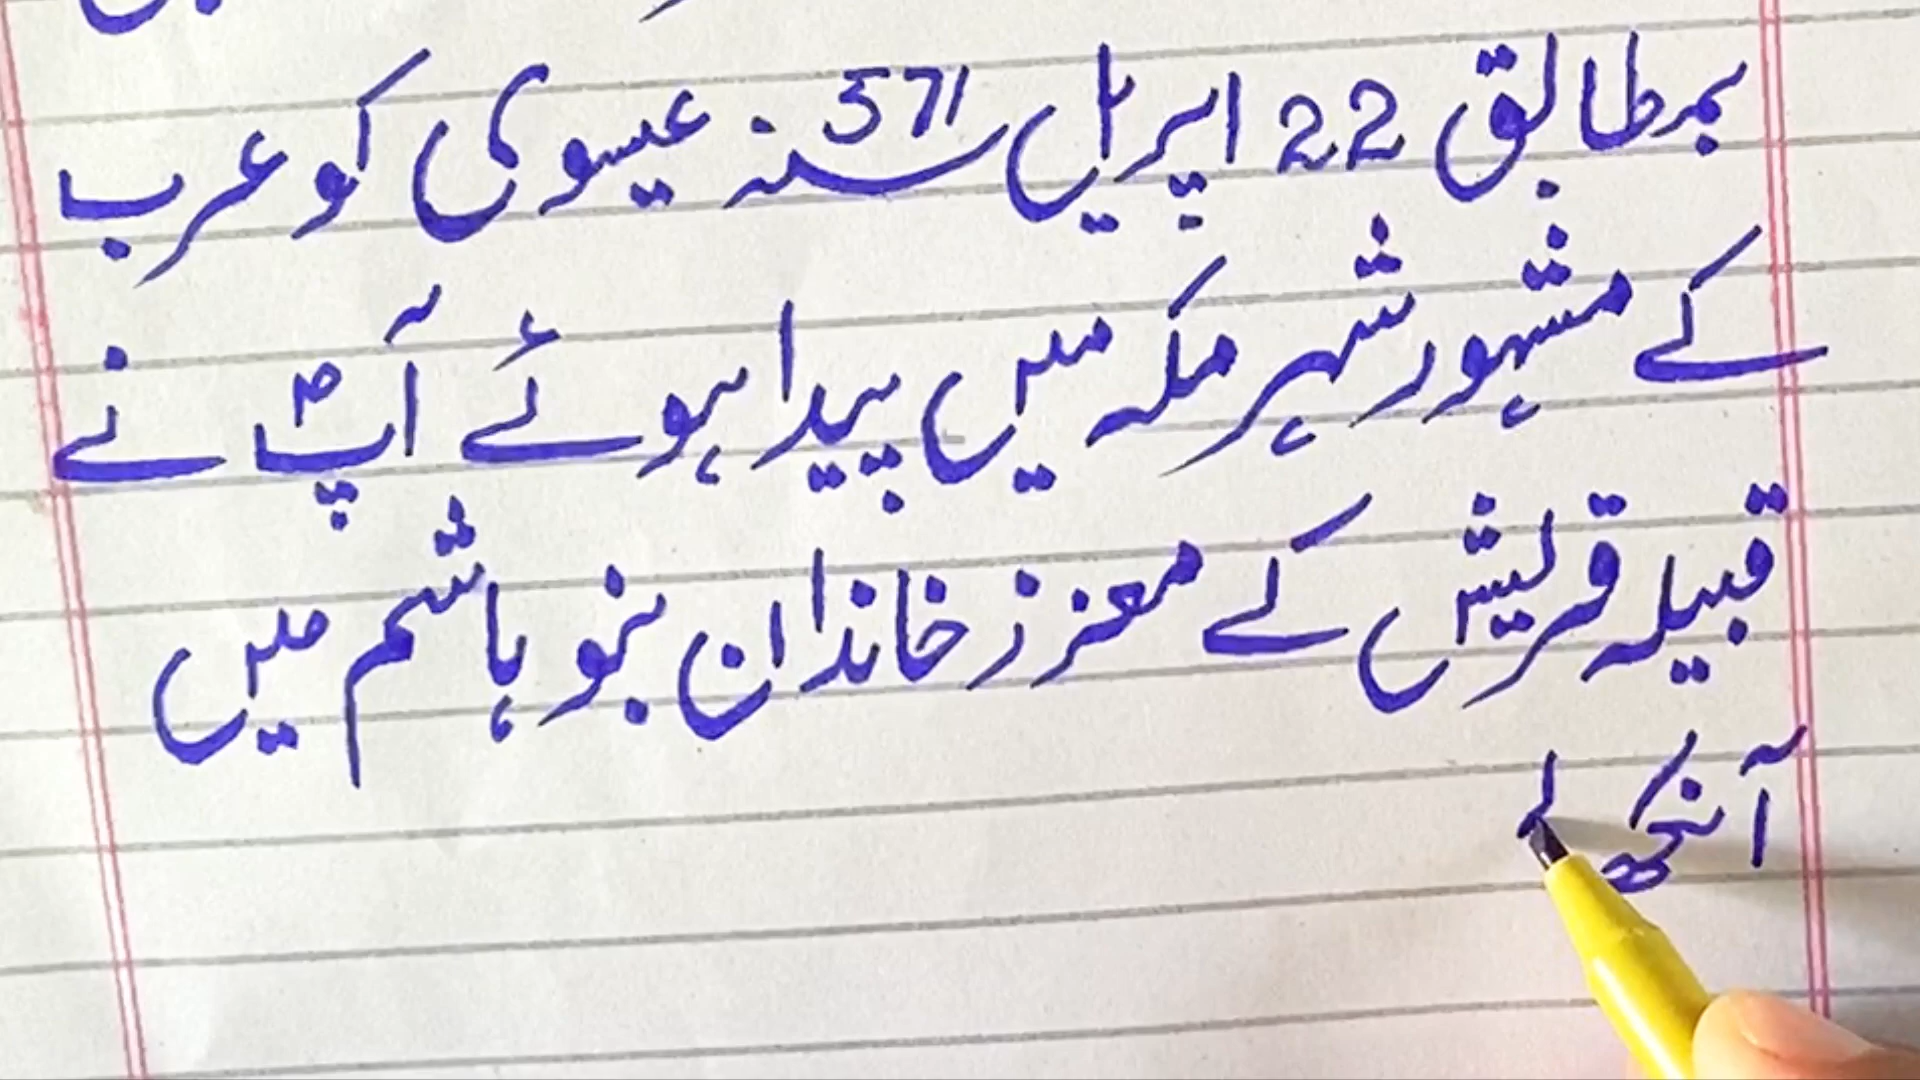 بمطابق 22 اپریل 571 سنہ عیسوی کو عرب
کے مشہور شہر مکہ میں پیدا ہوئے آپؐ نے
قبیلہ قریش کے معزز خاندان بنو ہاشم میں
آنکھ